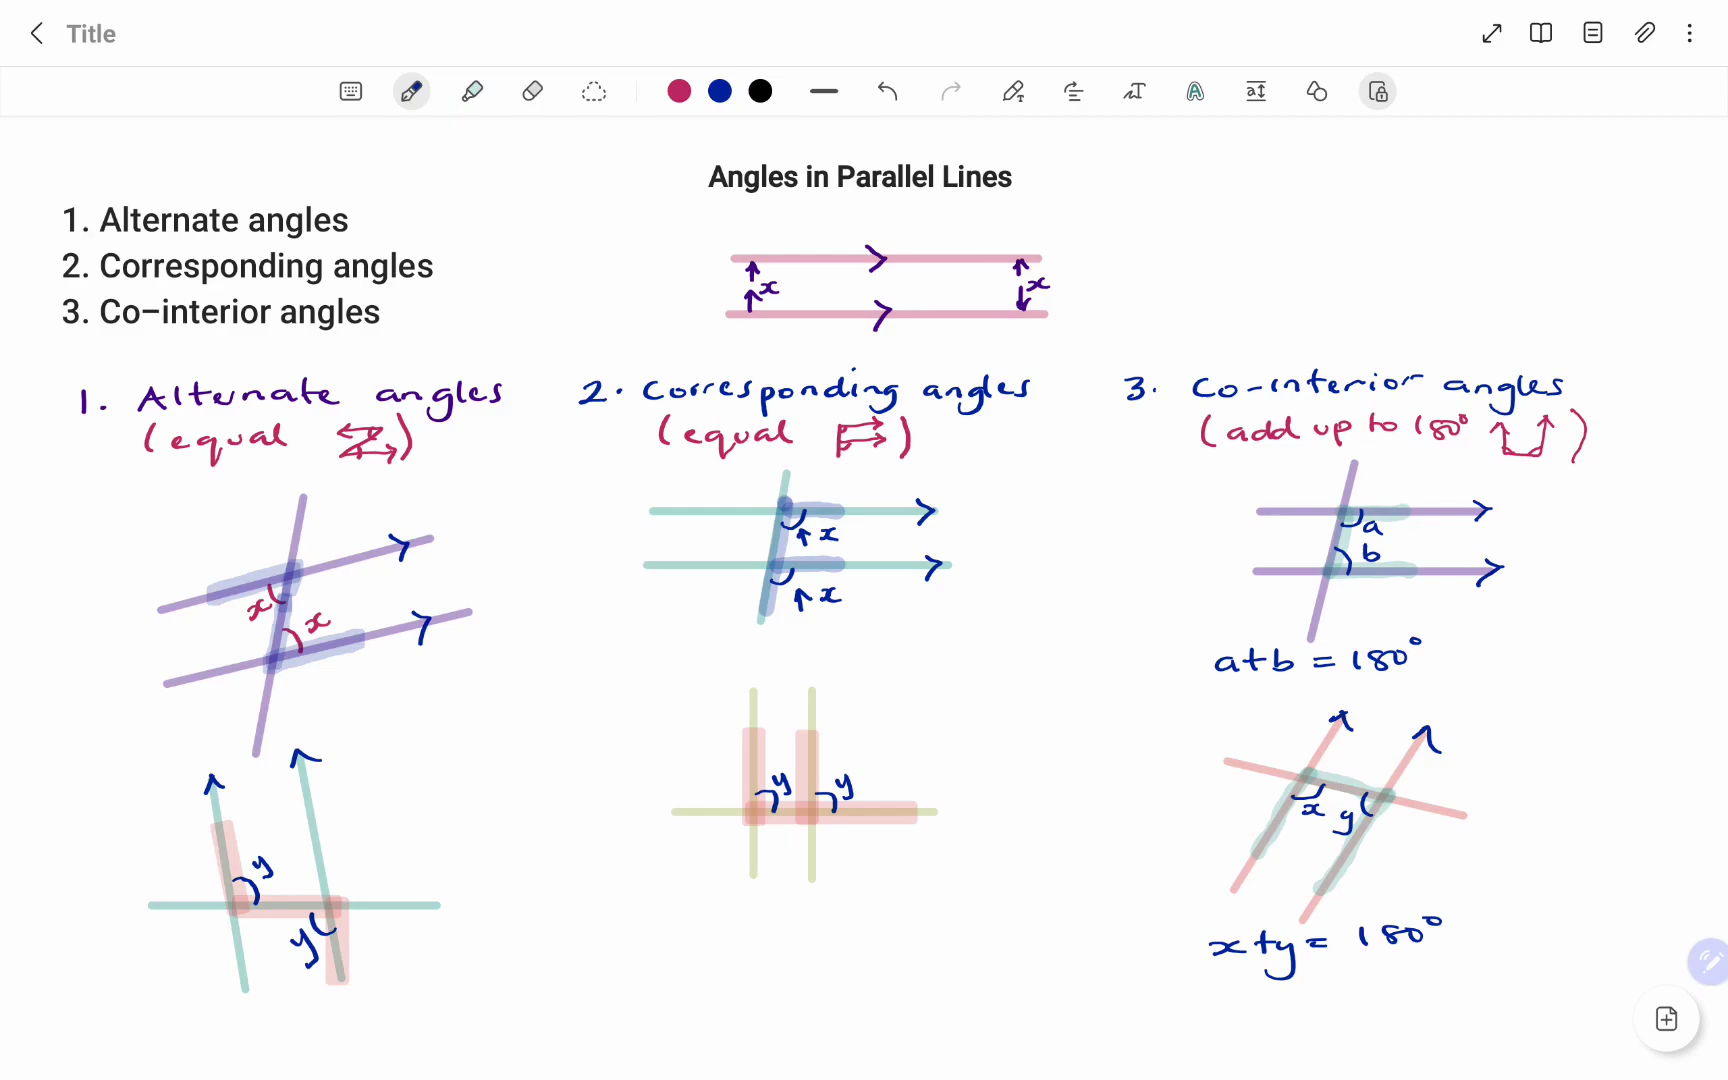 Title
Angles in Parallel Lines
1. Alternate angles
2. Corresponding angles
3. Co-interior angles
x x
1. Alternate angles
(equal )
x x
y
y
2. Corresponding angles
(equal )
x
x
y y
3. Co-interior angles
(add up to 180° )
a
b
a+b = 180°
x y
x+y = 180°